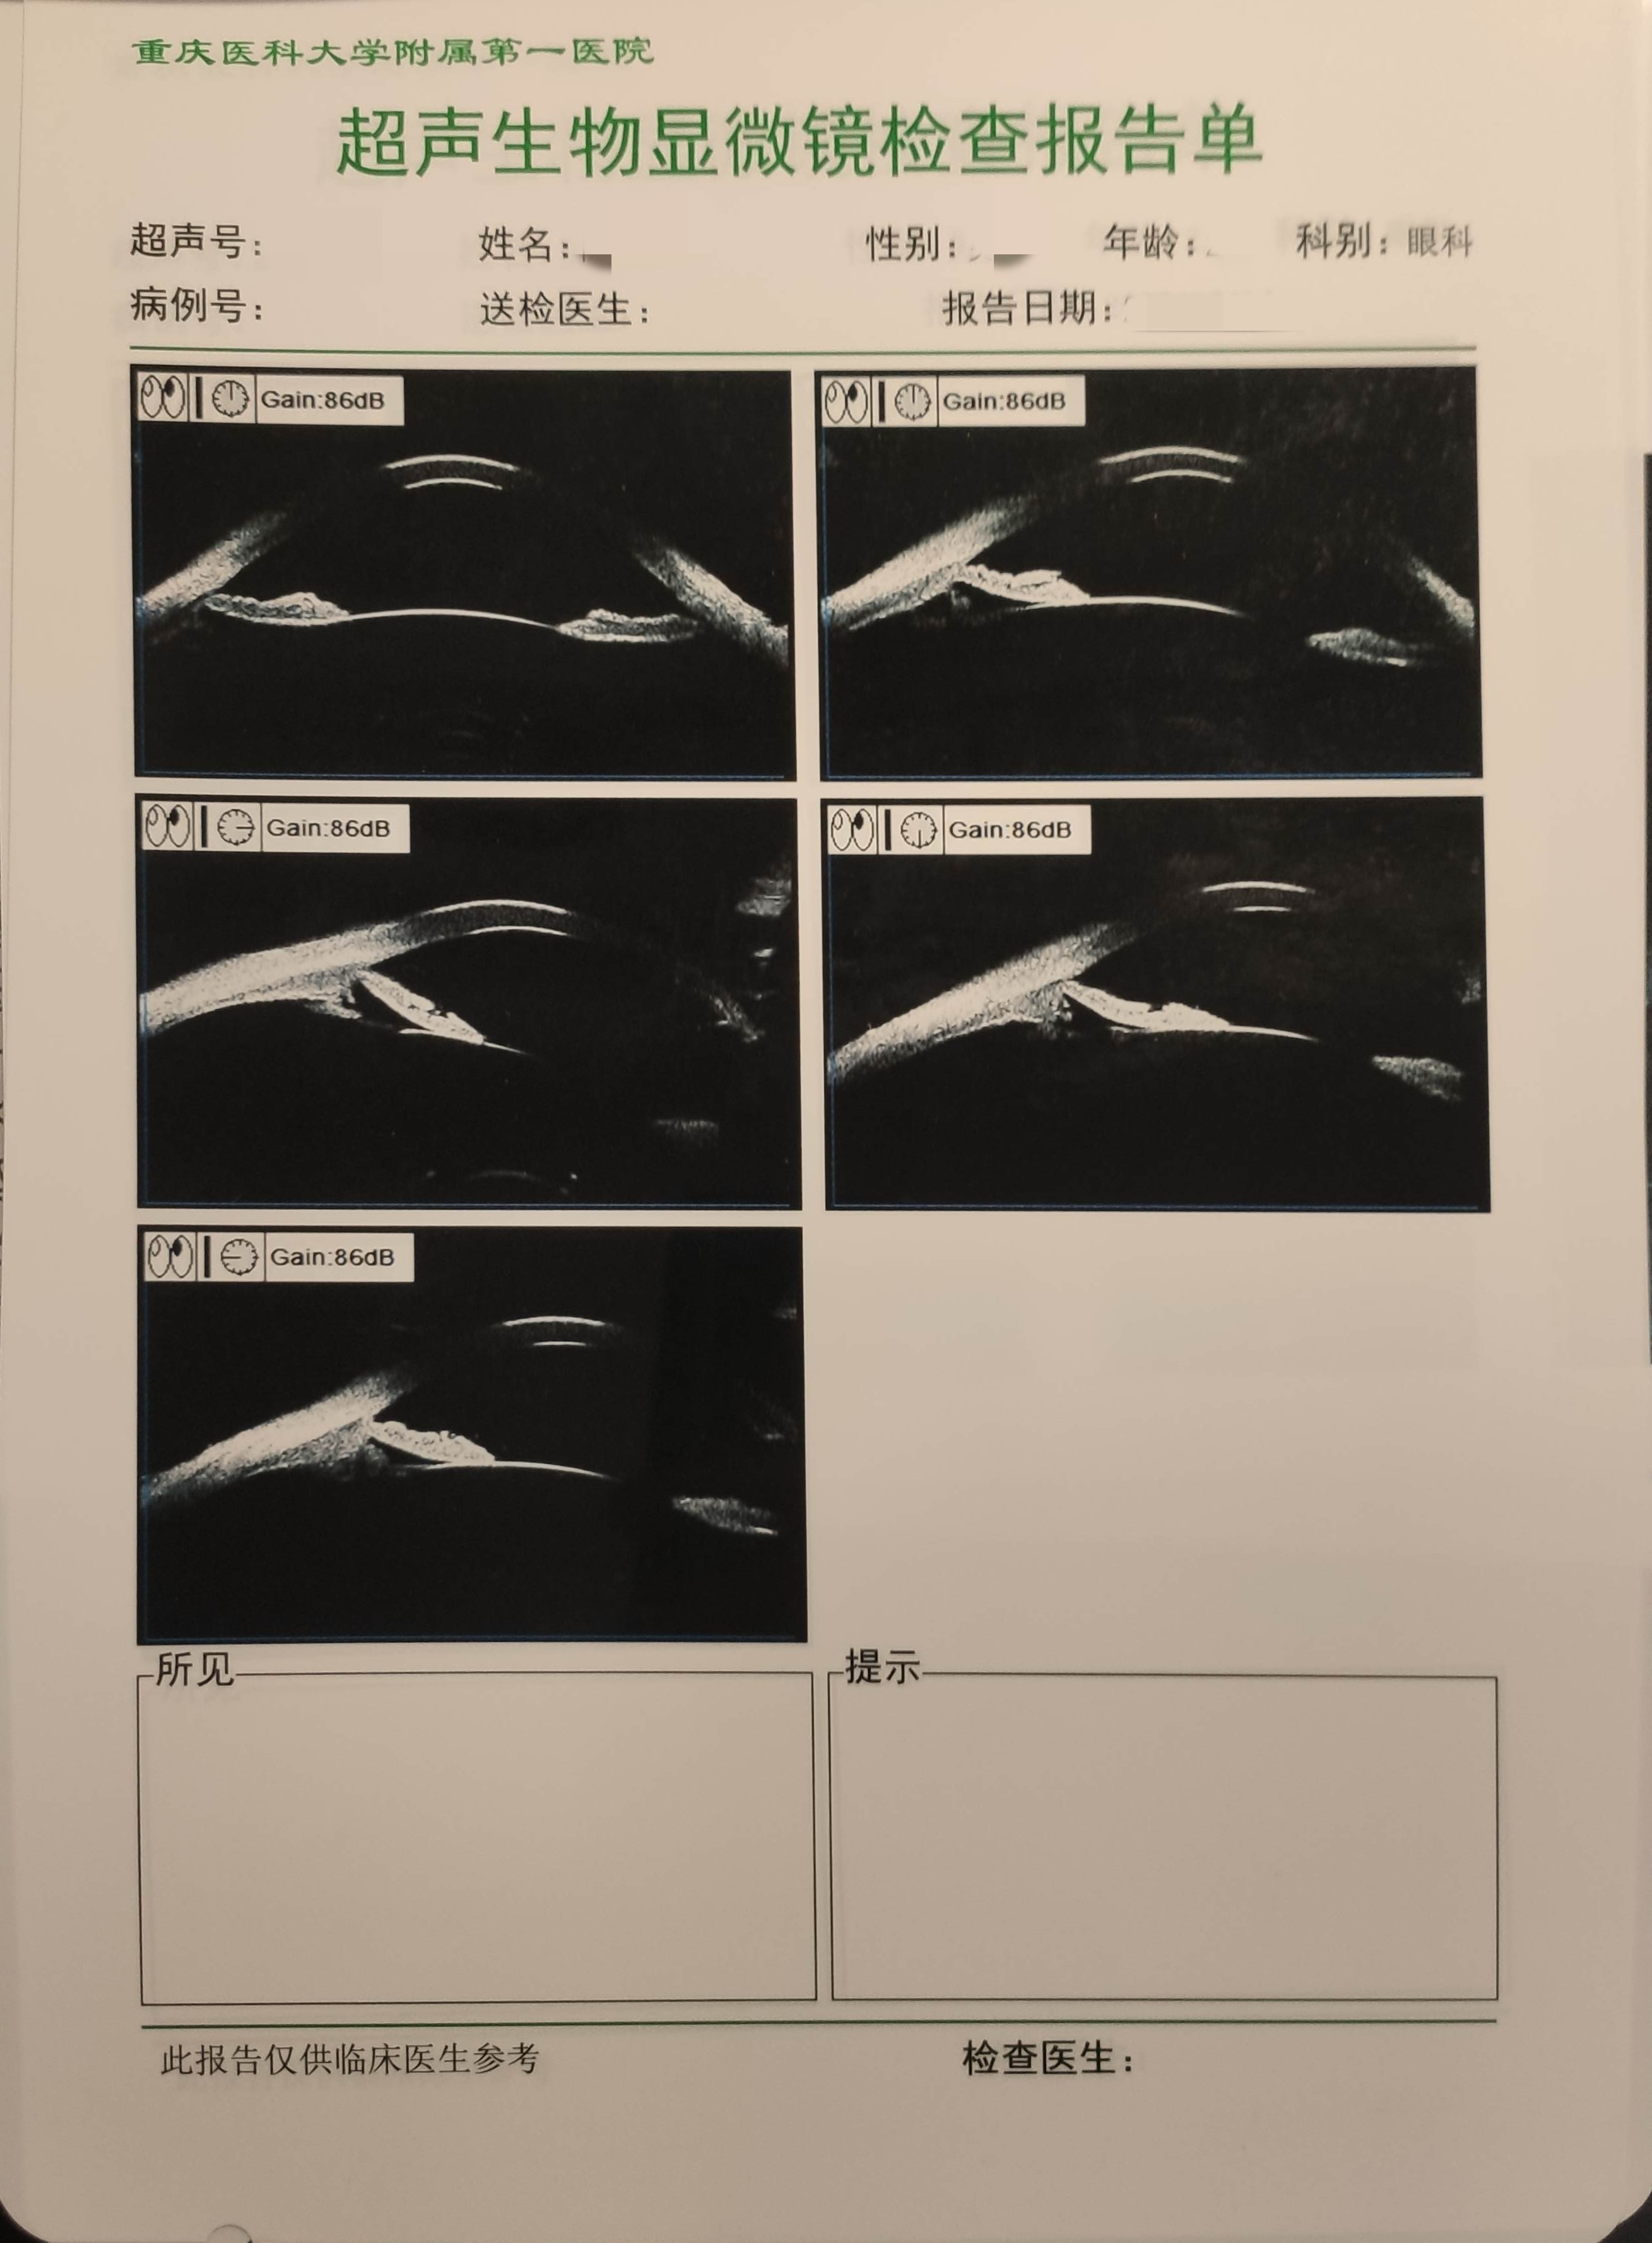 重庆医科大学附属第一医院
超声生物显微镜检查报告单
超声号: 姓名: 性别: 年龄: 科别: 眼科
病例号: 送检医生: 报告日期:
Gain:86dB
Gain:86dB
Gain:86dB
Gain:86dB
Gain:86dB
所见
提示
此报告仅供临床医生参考 检查医生: